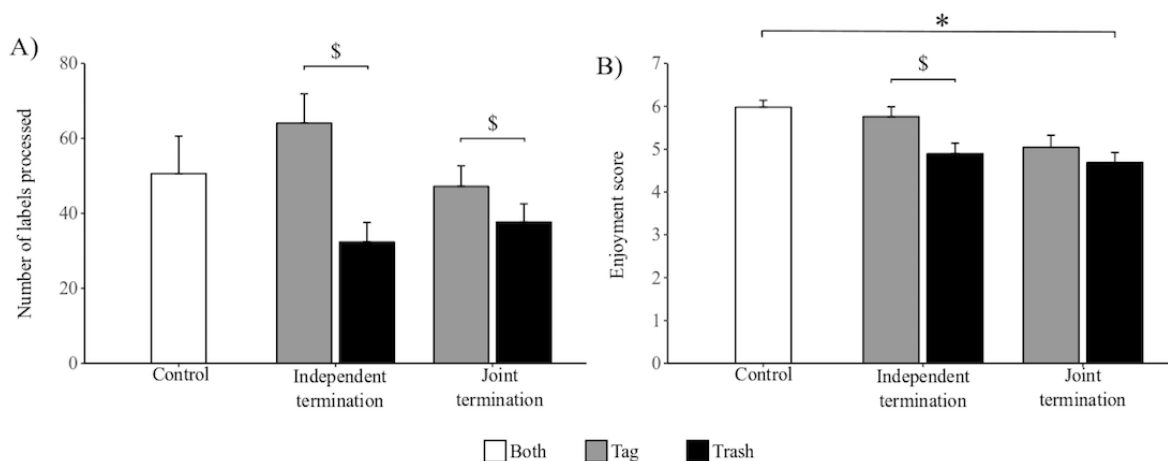 A)
Number of labels processed
80
60
40
20
0
$
$
Control
Independent
termination
Joint
termination
B)
Enjoyment score
7
6
5
4
3
2
1
0
*
$
Control
Independent
termination
Joint
termination
Both
Tag
Trash